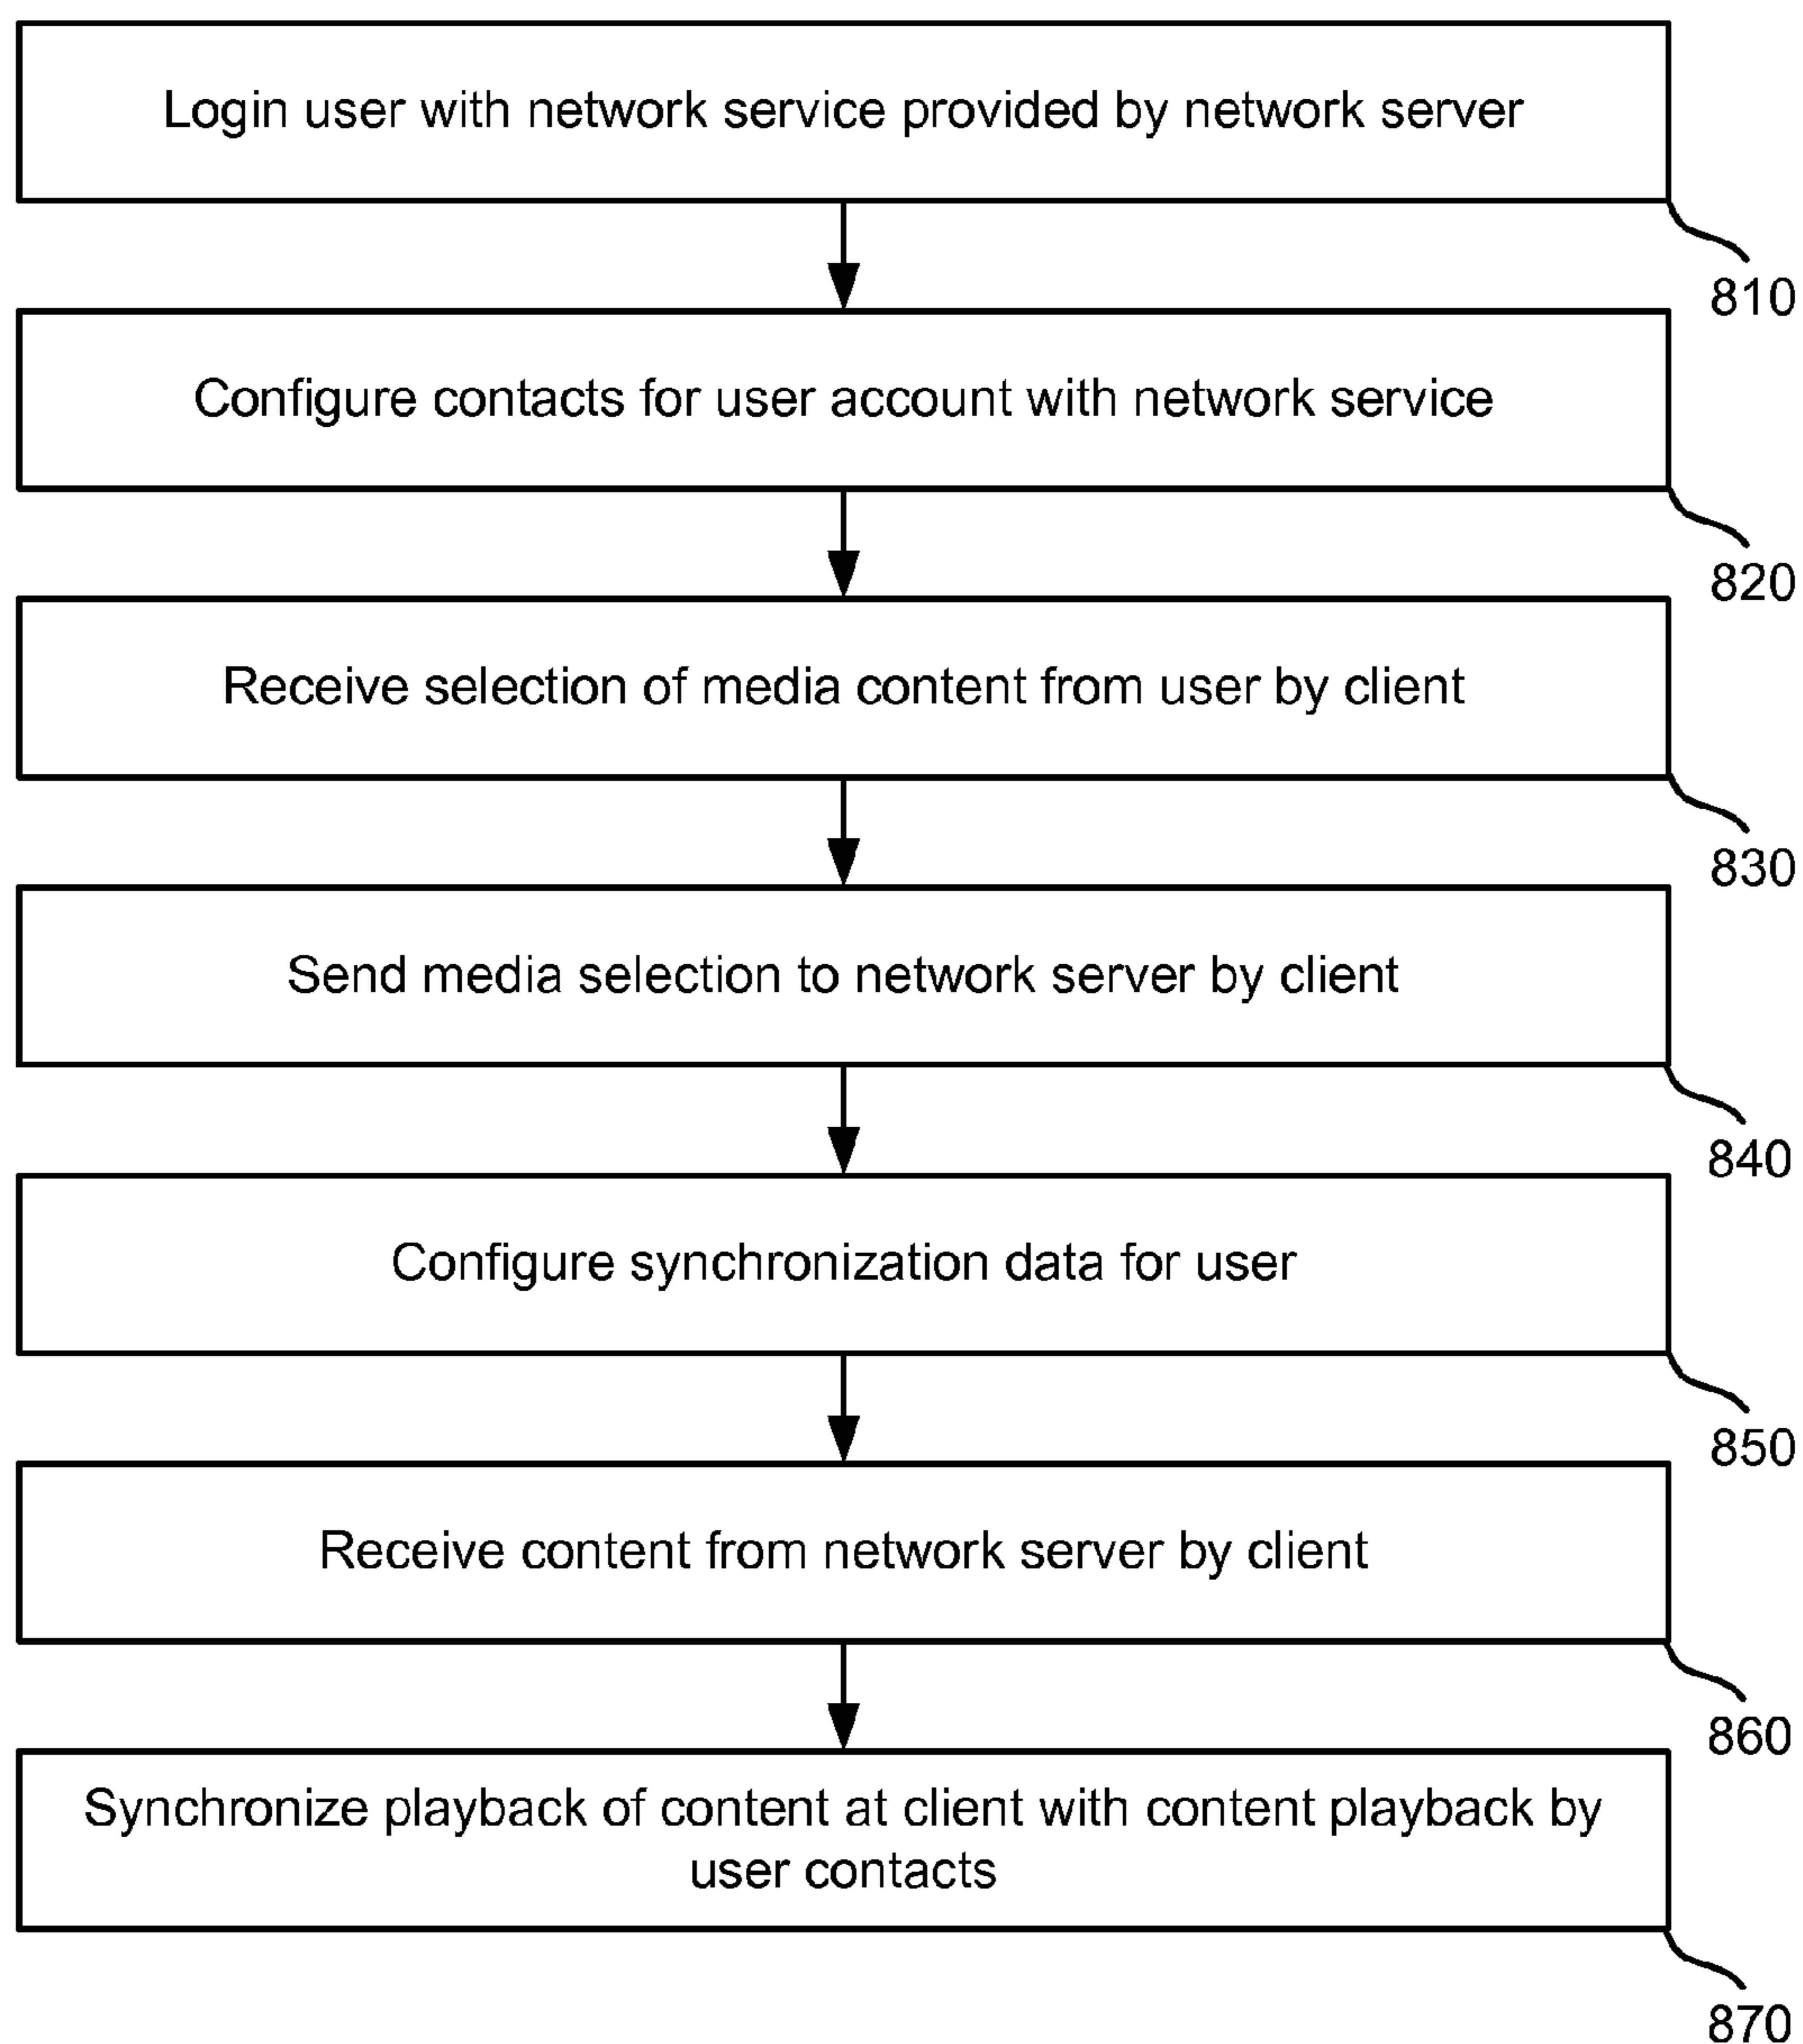 Login user with network service provided by network server
810
Configure contacts for user account with network service
820
Receive selection of media content from user by client
830
Send media selection to network server by client
840
Configure synchronization data for user
850
Receive content from network server by client
860
Synchronize playback of content at client with content playback by
user contacts
870